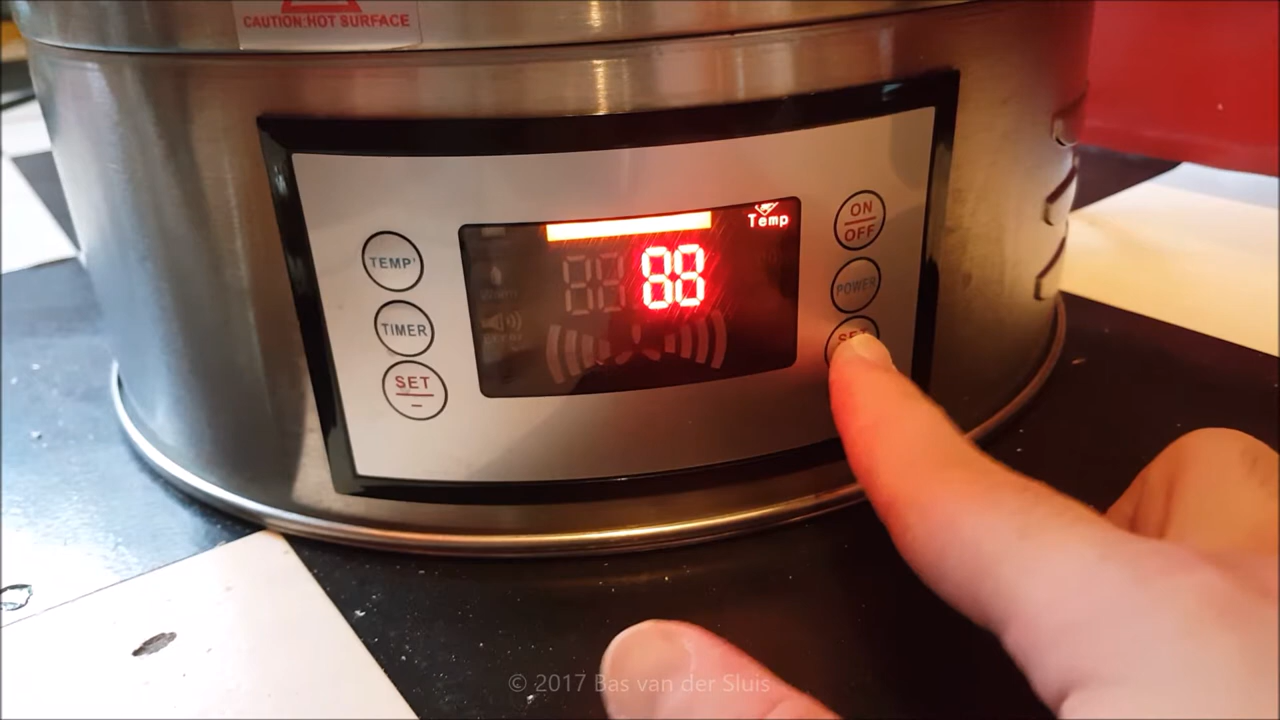 CAUTION:HOT SURFACE
TEMP'
TIMER
SET
–
Temp
88
ON
OFF
POWER
SET
© 2017 Bas van der Sluis